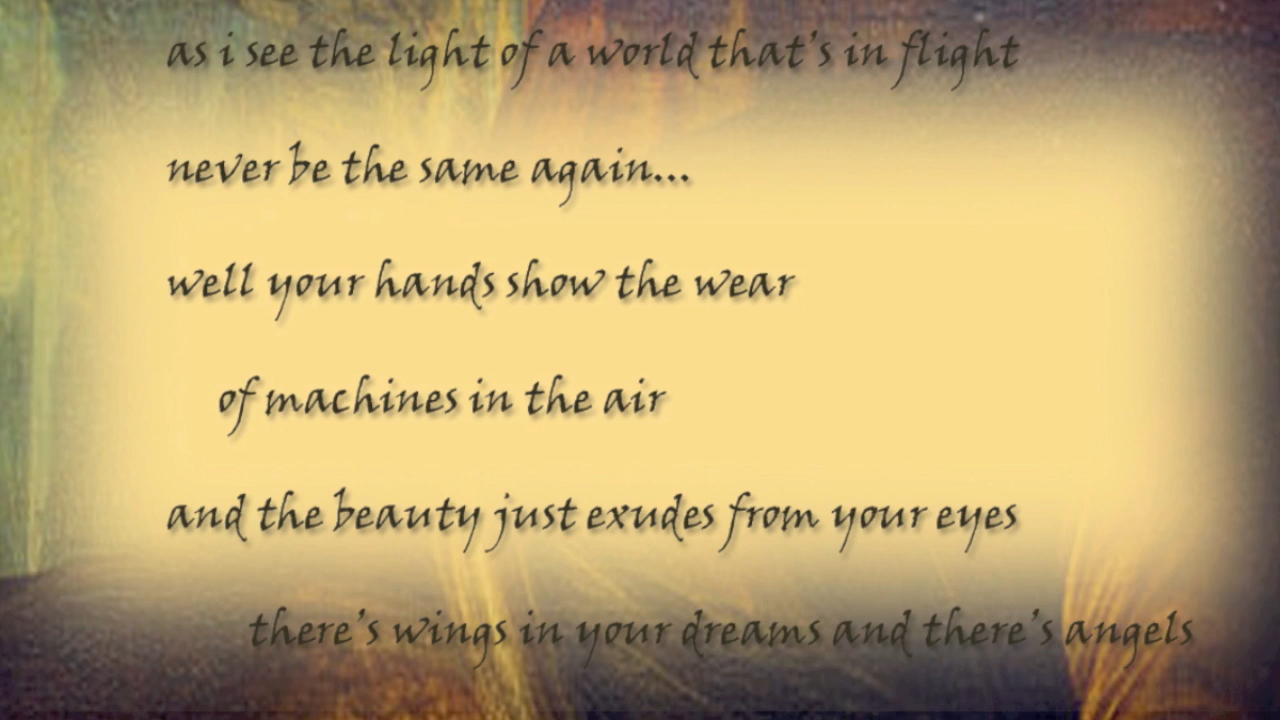 as i see the light of a world that's in flight
never be the same again...
well your hands show the wear
of machines in the air
and the beauty just exudes from your eyes
there's wings in your dreams and there's angels